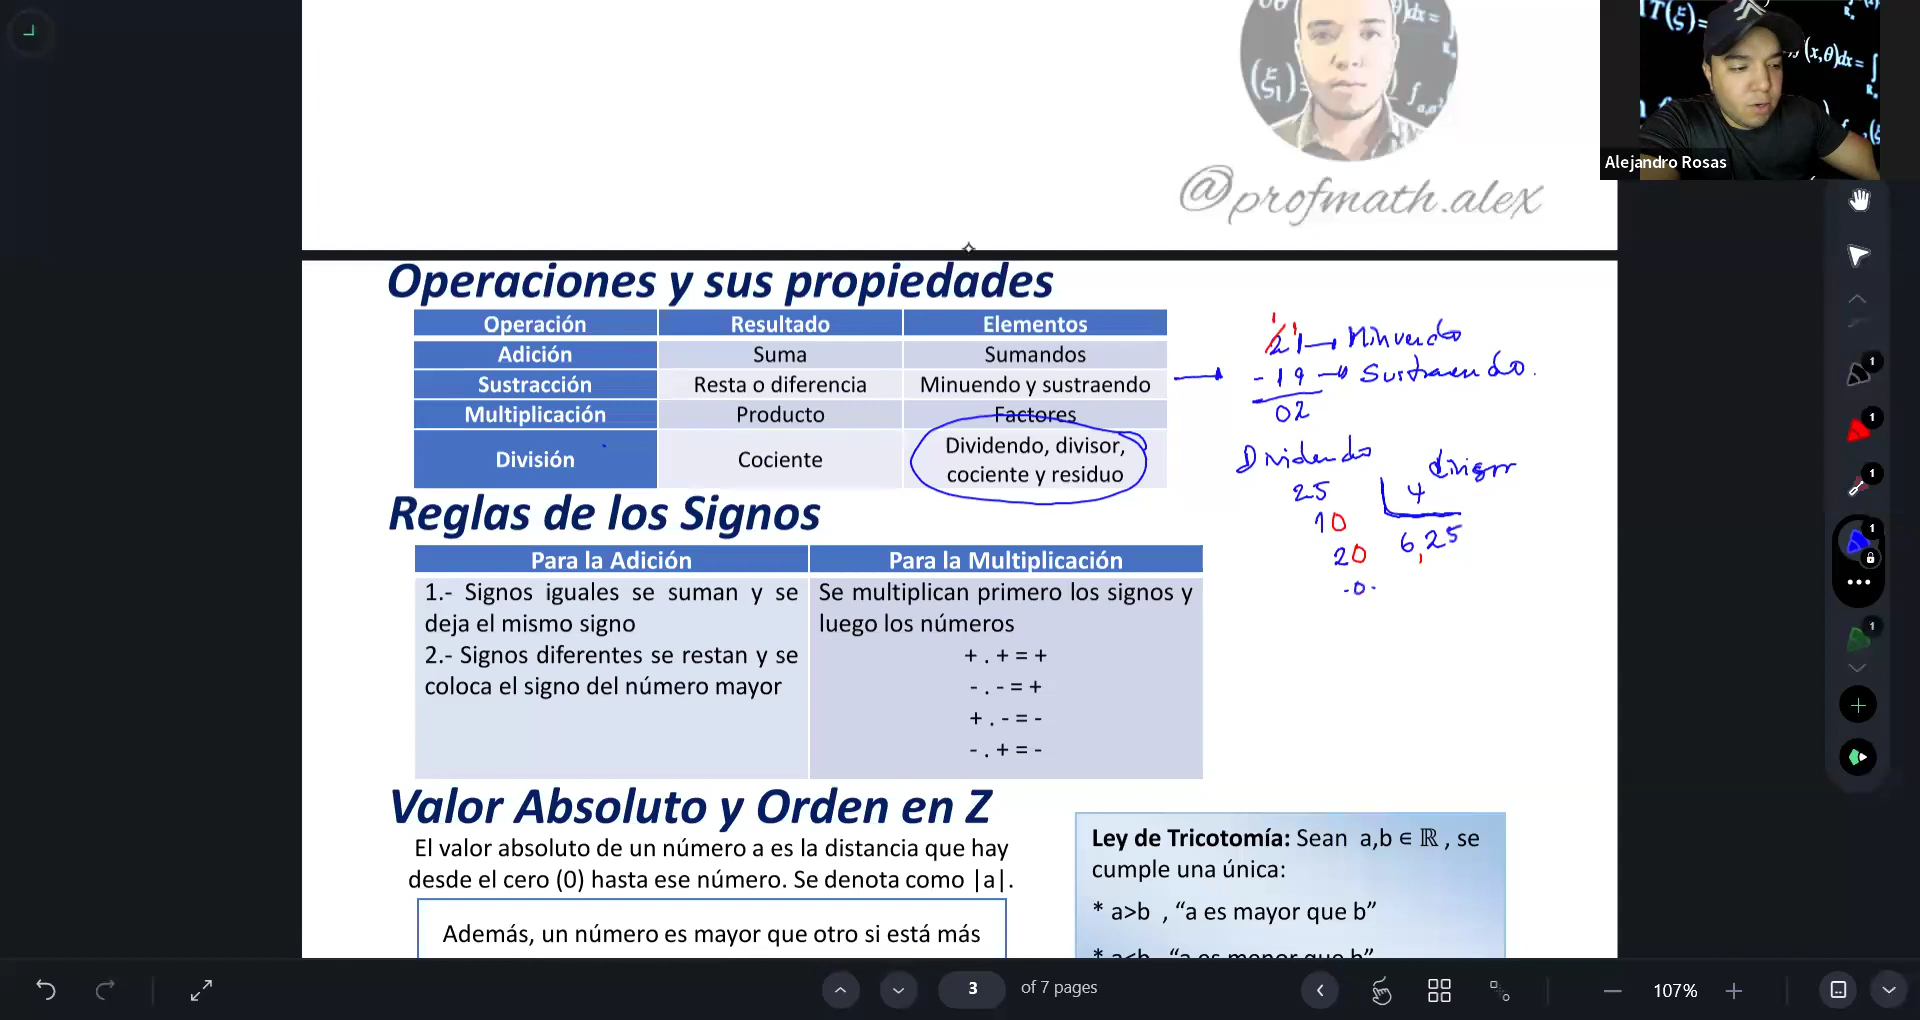 @profmath.alex
Alejandro Rosas
Operaciones y sus propiedades
Operación Resultado Elementos
Adición Suma Sumandos
Sustracción Resta o diferencia Minuendo y sustraendo
Multiplicación Producto Factores
División Cociente Dividendo, divisor,
cociente y residuo
21 → Minuendo
- 19 → Sustraendo.
02
Dividendo divisor
25 4
10 6,25
20
.0.
Reglas de los Signos
Para la Adición Para la Multiplicación
1.- Signos iguales se suman y se
deja el mismo signo
2.- Signos diferentes se restan y se
coloca el signo del número mayor
Se multiplican primero los signos y
luego los números
+ . + = +
- . - = +
+ . - = -
- . + = -
Valor Absoluto y Orden en Z
El valor absoluto de un número a es la distancia que hay
desde el cero (0) hasta ese número. Se denota como |a|.
Además, un número es mayor que otro si está más
Ley de Tricotomía: Sean a,b ∈ ℝ , se
cumple una única:
* a>b , “a es mayor que b”
* a<b , “a es menor que b”
3 of 7 pages
107%